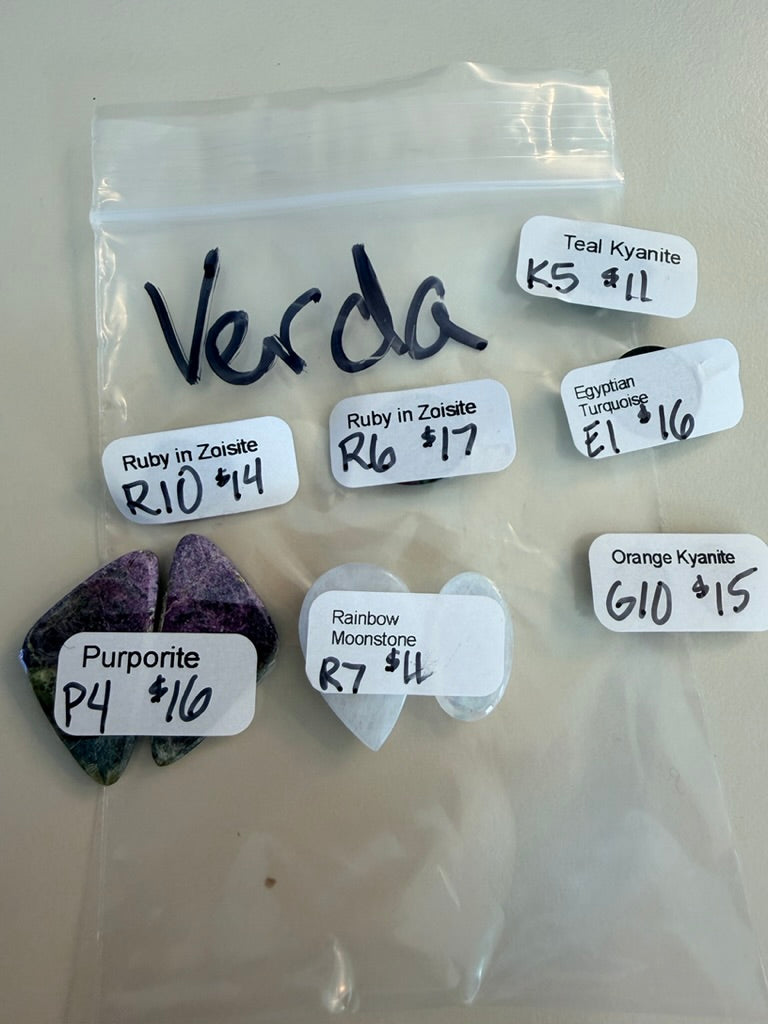 Verda
Teal Kyanite
K5 $11
Egyptian
Turquoise
E1 $16
Ruby in Zoisite
R6 $17
Ruby in Zoisite
R10 $14
Orange Kyanite
G10 $15
Purporite
P4 $16
Rainbow
Moonstone
R7 $11